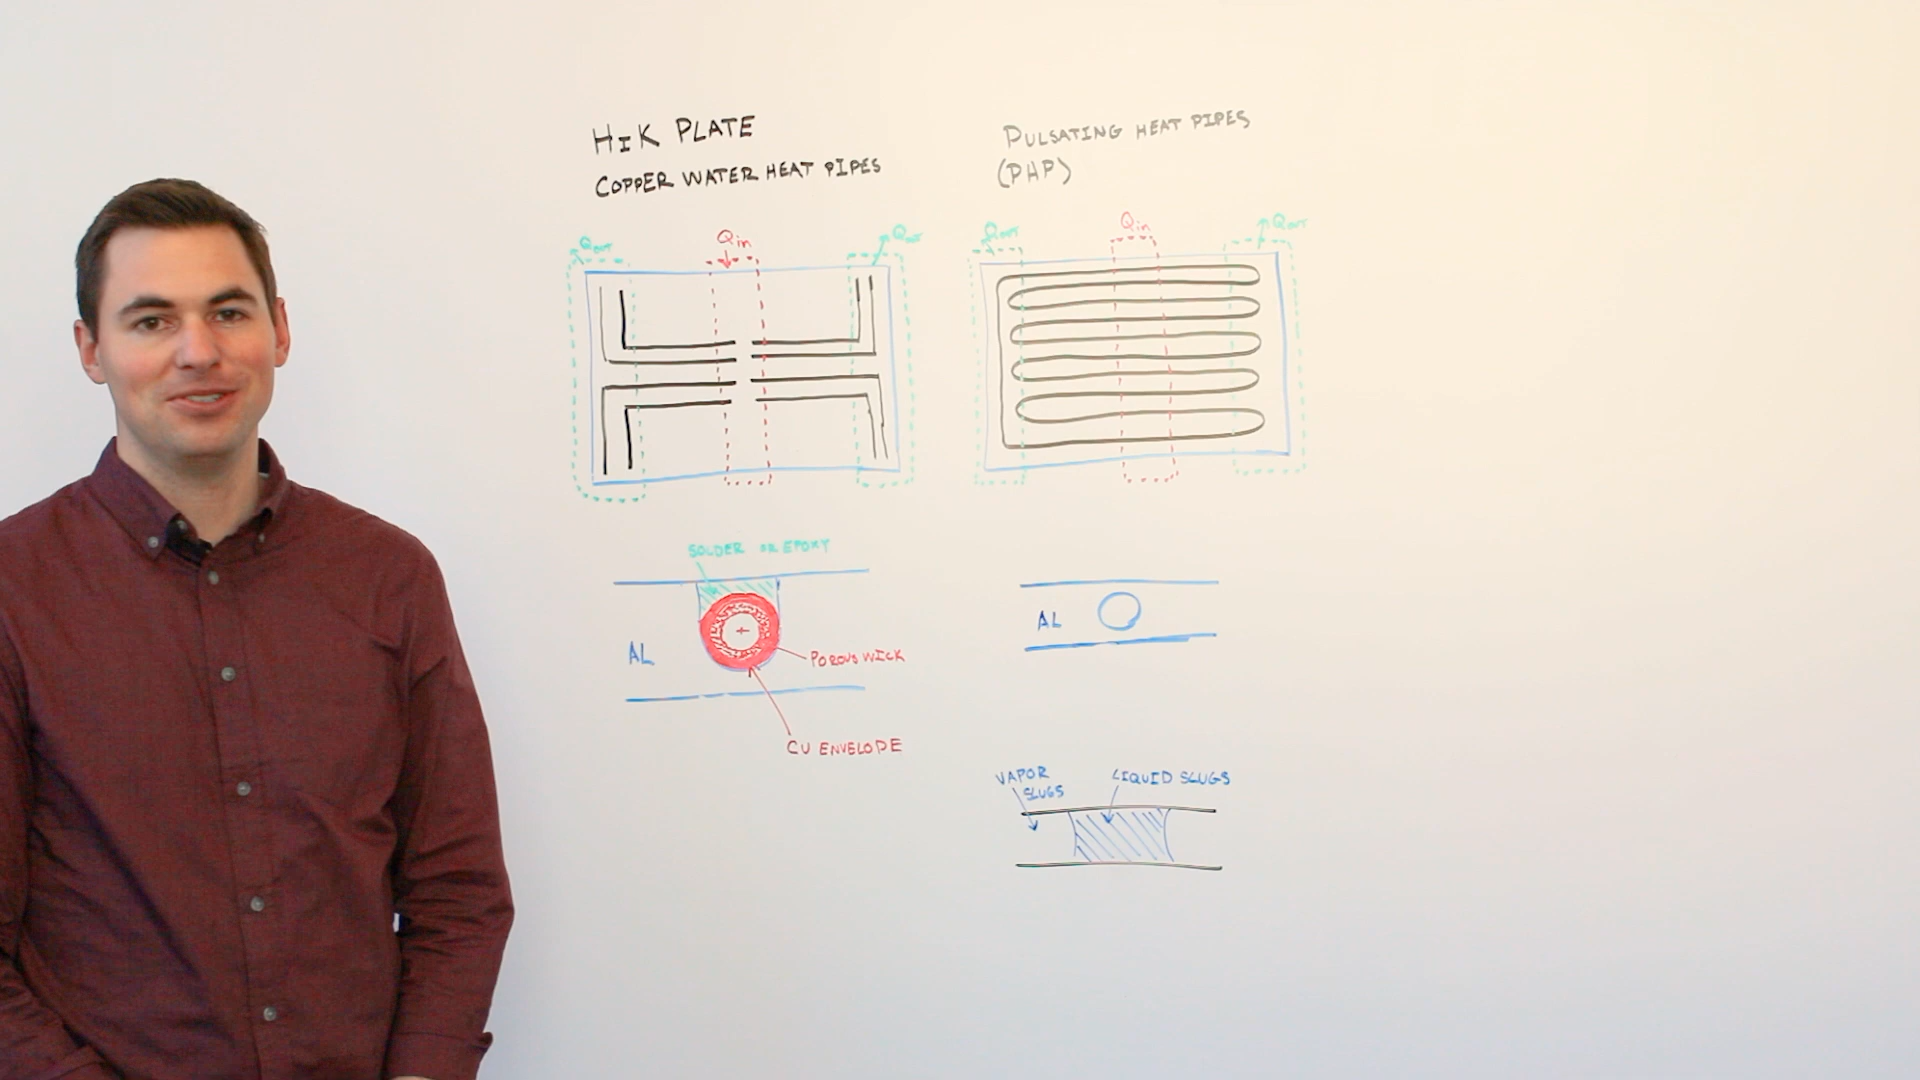 HIK PLATE
COPPER WATER HEAT PIPES
QOUT
Qin
QOUT
SOLDER OR EPOXY
AL
POROUS WICK
CU ENVELOPE
PULSATING HEAT PIPES
(PHP)
QOUT
Qin
QOUT
AL
VAPOR
SLUGS
LIQUID SLUGS